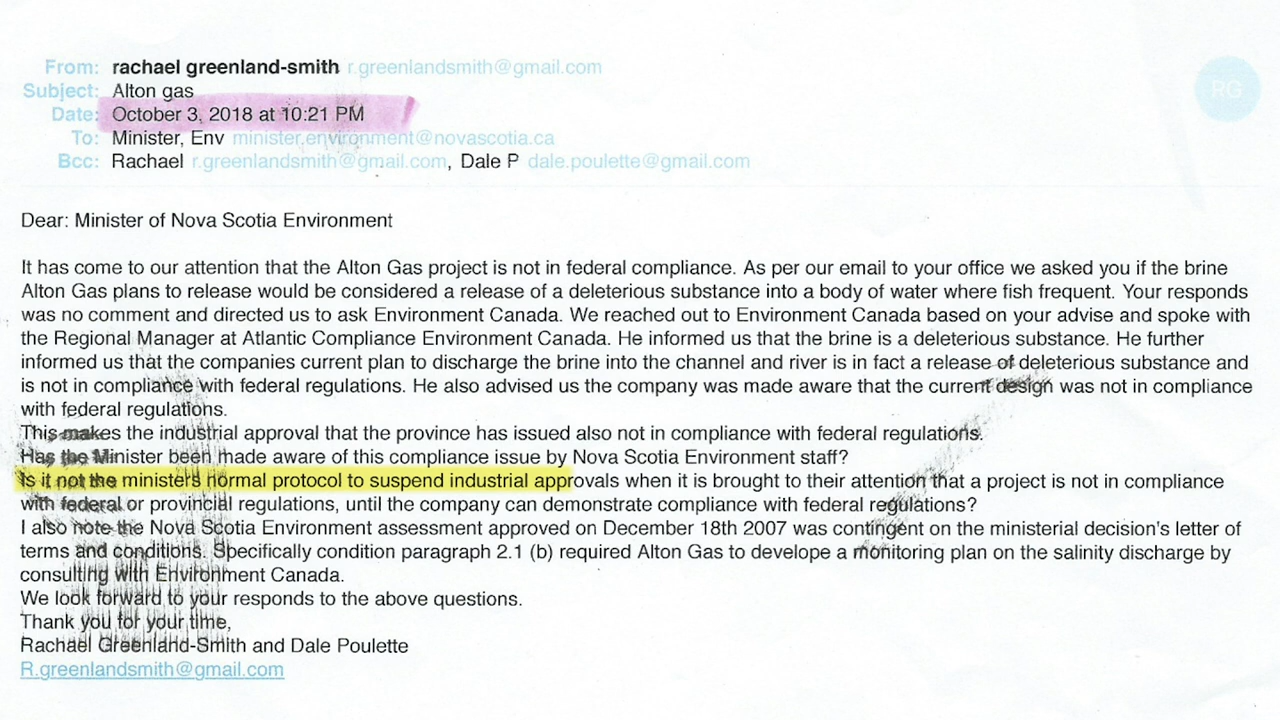 From: rachael greenland-smith r.greenlandsmith@gmail.com
RG
Subject: Alton gas
Date: October 3, 2018 at 10:21 PM
To: Minister, Env minister.environment@novascotia.ca
Bcc: Rachael r.greenlandsmith@gmail.com, Dale P dale.poulette@gmail.com
Dear: Minister of Nova Scotia Environment
It has come to our attention that the Alton Gas project is not in federal compliance. As per our email to your office we asked you if the brine
Alton Gas plans to release would be considered a release of a deleterious substance into a body of water where fish frequent. Your responds
was no comment and directed us to ask Environment Canada. We reached out to Environment Canada based on your advise and spoke with
the Regional Manager at Atlantic Compliance Environment Canada. He informed us that the brine is a deleterious substance. He further
informed us that the companies current plan to discharge the brine into the channel and river is in fact a release of deleterious substance and
is not in compliance with federal regulations. He also advised us the company was made aware that the current design was not in compliance
with federal regulations.
This makes the industrial approval that the province has issued also not in compliance with federal regulations.
Has the Minister been made aware of this compliance issue by Nova Scotia Environment staff?
Is it not the ministers normal protocol to suspend industrial approvals when it is brought to their attention that a project is not in compliance
with federal or provincial regulations, until the company can demonstrate compliance with federal regulations?
I also note the Nova Scotia Environment assessment approved on December 18th 2007 was contingent on the ministerial decision's letter of
terms and conditions. Specifically condition paragraph 2.1 (b) required Alton Gas to develope a monitoring plan on the salinity discharge by
consulting with Environment Canada.
We look forward to your responds to the above questions.
Thank you for your time,
Rachael Greenland-Smith and Dale Poulette
R.greenlandsmith@gmail.com